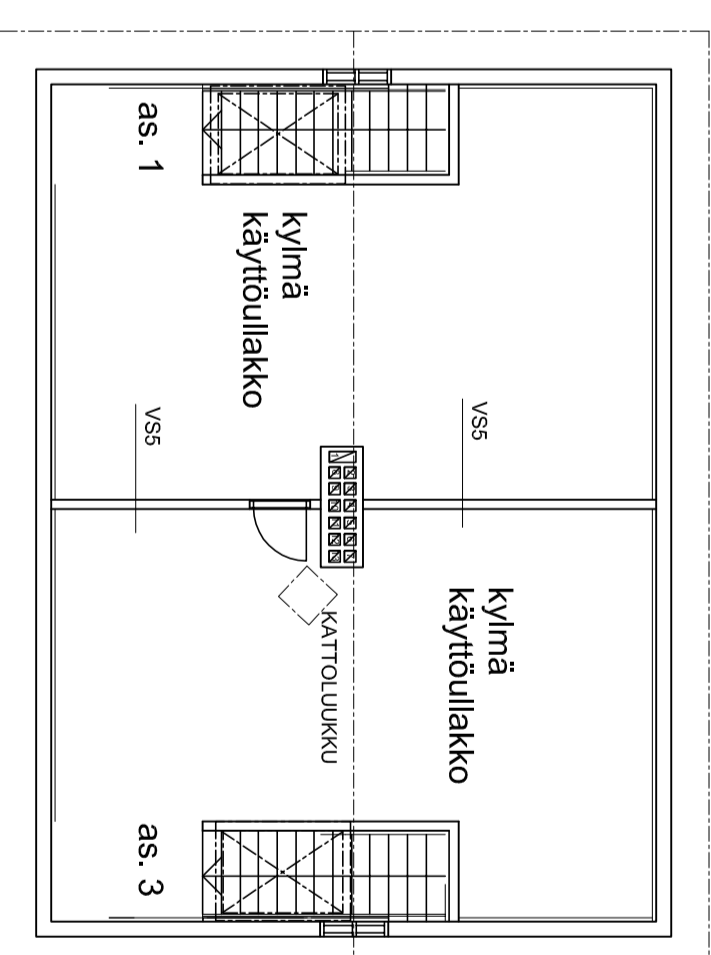 as. 1
kylmä
käyttöullakko
VS5
VS5
kylmä
käyttöullakko
KATTOLUUKKU
as. 3